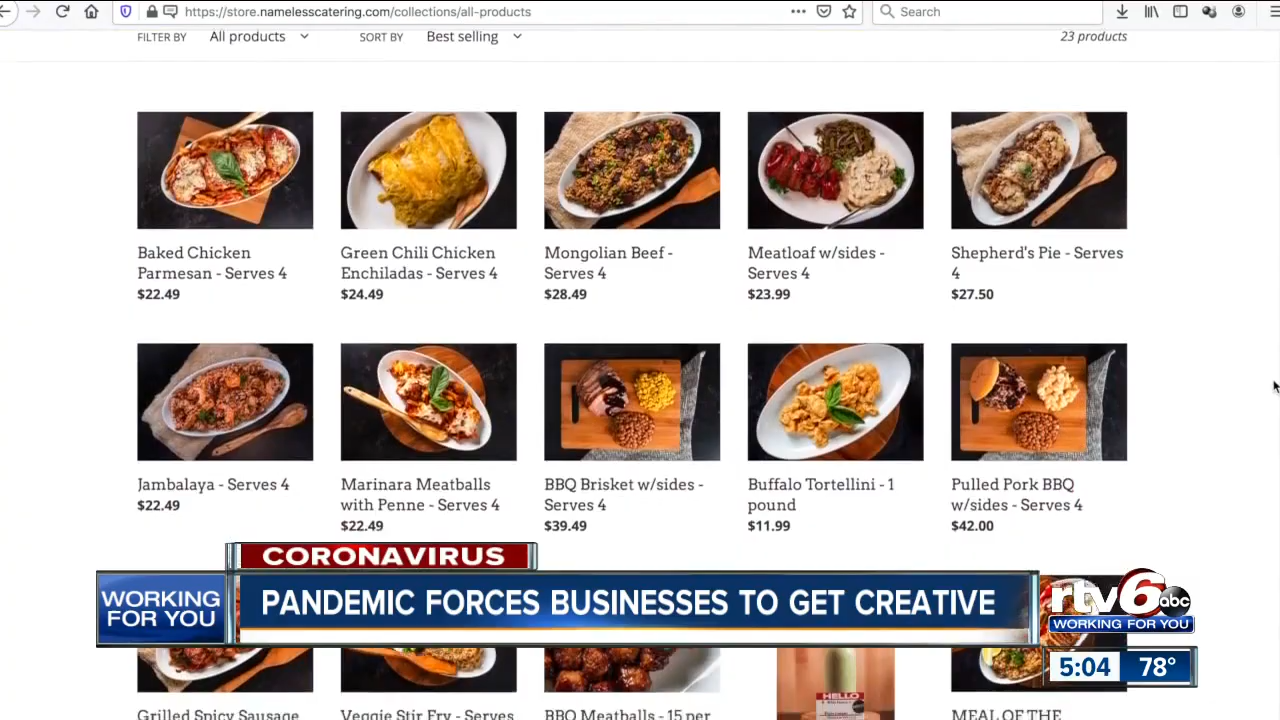 https://store.namelesscatering.com/collections/all-products
Search
FILTER BY
All products
SORT BY
Best selling
23 products
Baked Chicken
Parmesan - Serves 4
$22.49
Green Chili Chicken
Enchiladas - Serves 4
$24.49
Mongolian Beef -
Serves 4
$28.49
Meatloaf w/sides -
Serves 4
$23.99
Shepherd's Pie - Serves
4
$27.50
Jambalaya - Serves 4
$22.49
Marinara Meatballs
with Penne - Serves 4
$22.49
BBQ Brisket w/sides -
Serves 4
$39.49
Buffalo Tortellini - 1
pound
$11.99
Pulled Pork BBQ
w/sides - Serves 4
$42.00
CORONAVIRUS
WORKING
FOR YOU
PANDEMIC FORCES BUSINESSES TO GET CREATIVE
rtv6 abc
WORKING FOR YOU
5:04 78°
HELLO
Grilled Spicy Sausage
Veggie Stir Fry - Serves
BBQ Meatballs - 15 per
MEAL OF THE